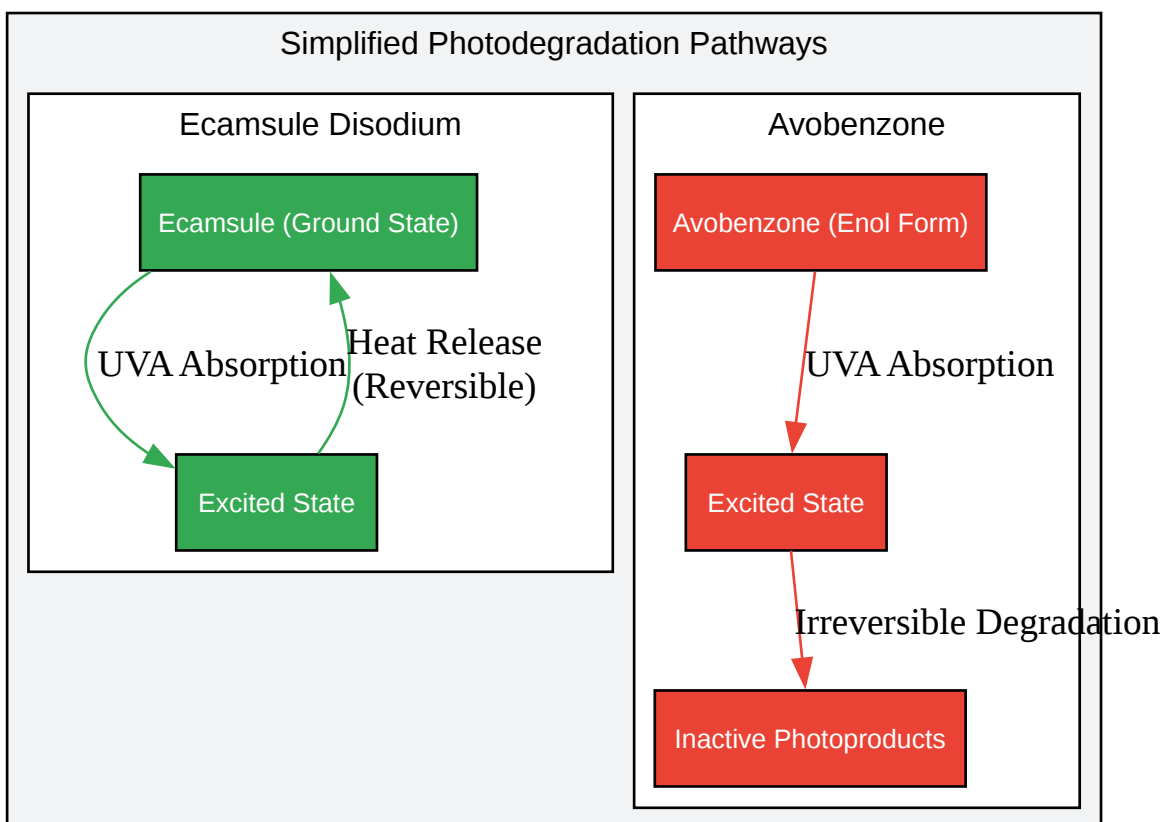 Simplified Photodegradation Pathways
Ecamsule Disodium
Ecamsule (Ground State)
UVA Absorption
Heat Release
(Reversible)
Excited State
Avobenzone
Avobenzone (Enol Form)
UVA Absorption
Excited State
Irreversible Degradation
Inactive Photoproducts